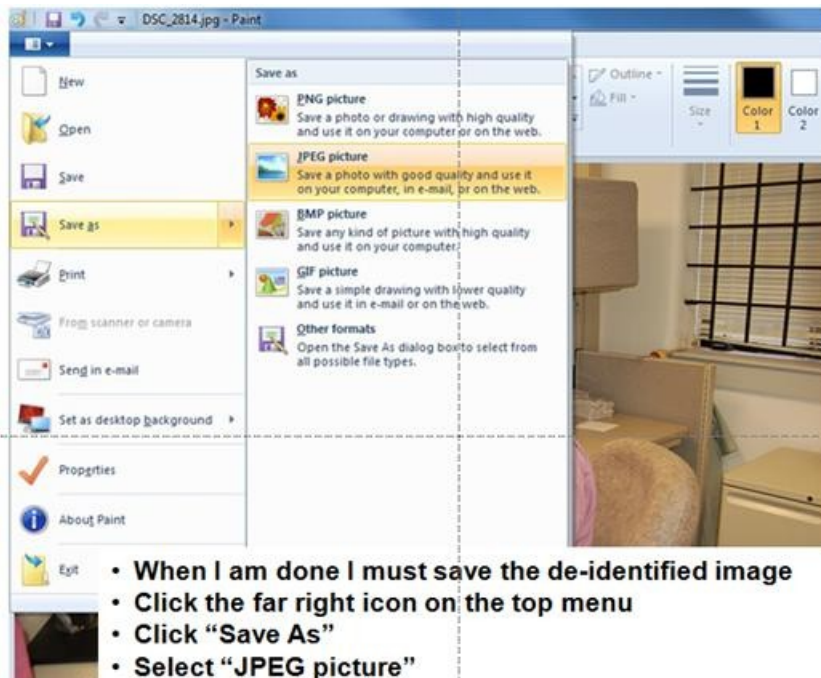 DSC_2814.jpg - Paint
New
Open
Save
Save as
Print
From scanner or camera
Send in e-mail
Set as desktop background
Properties
About Paint
Exit
Save as
PNG picture
Save a photo or drawing with high quality
and use it on your computer or on the web.
JPEG picture
Save a photo with good quality and use it
on your computer, in e-mail, or on the web.
BMP picture
Save any kind of picture with high quality
and use it on your computer.
GIF picture
Save a simple drawing with lower quality
and use it in e-mail or on the web.
Other formats
Open the Save As dialog box to select from
all possible file types.
Outline
Fill
Size
Color
1
Color
2
• When I am done I must save the de-identified image
• Click the far right icon on the top menu
• Click “Save As”
• Select “JPEG picture”